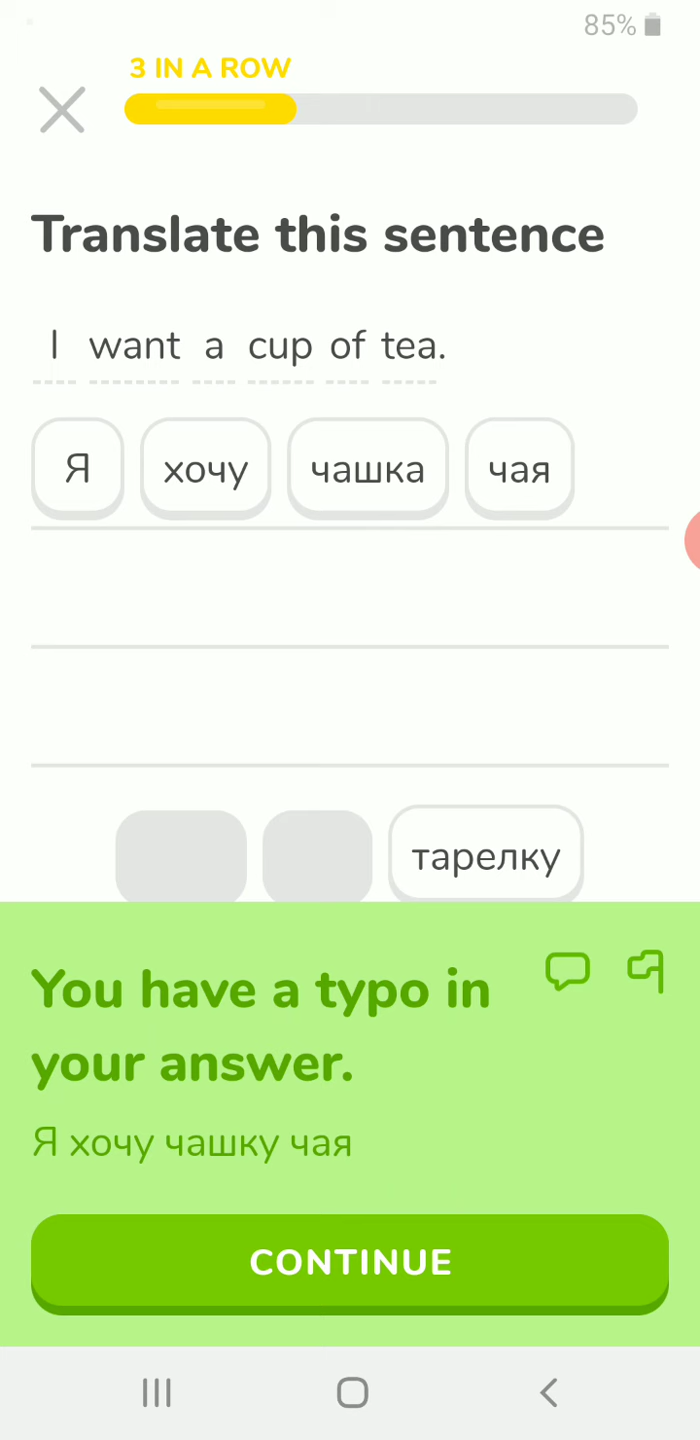 85%
3 IN A ROW
Translate this sentence
I want a cup of tea.
Я хочу чашка чая
тарелку
You have a typo in
your answer.
Я хочу чашку чая
CONTINUE